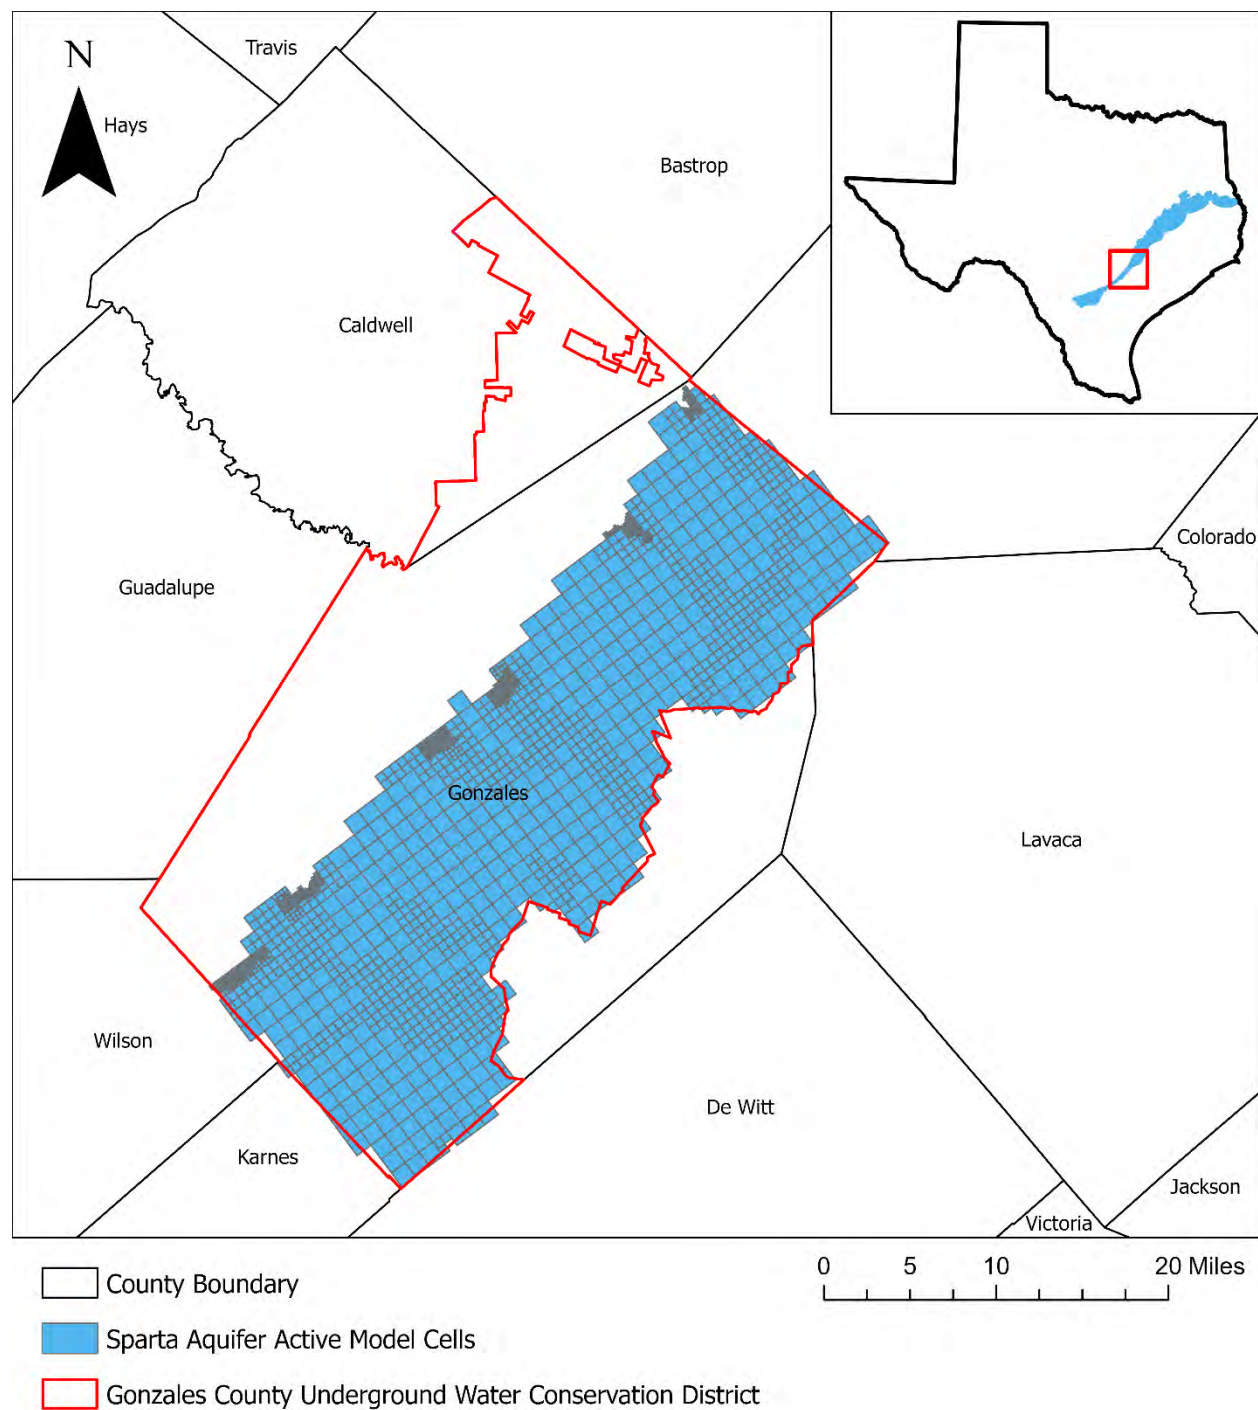 Travis
N
Hays
Bastrop
Caldwell
Colorado
Guadalupe
Gonzales
Lavaca
Wilson
De Witt
Karnes
Jackson
Victoria
County Boundary
0 5 10 20 Miles
Sparta Aquifer Active Model Cells
Gonzales County Underground Water Conservation District